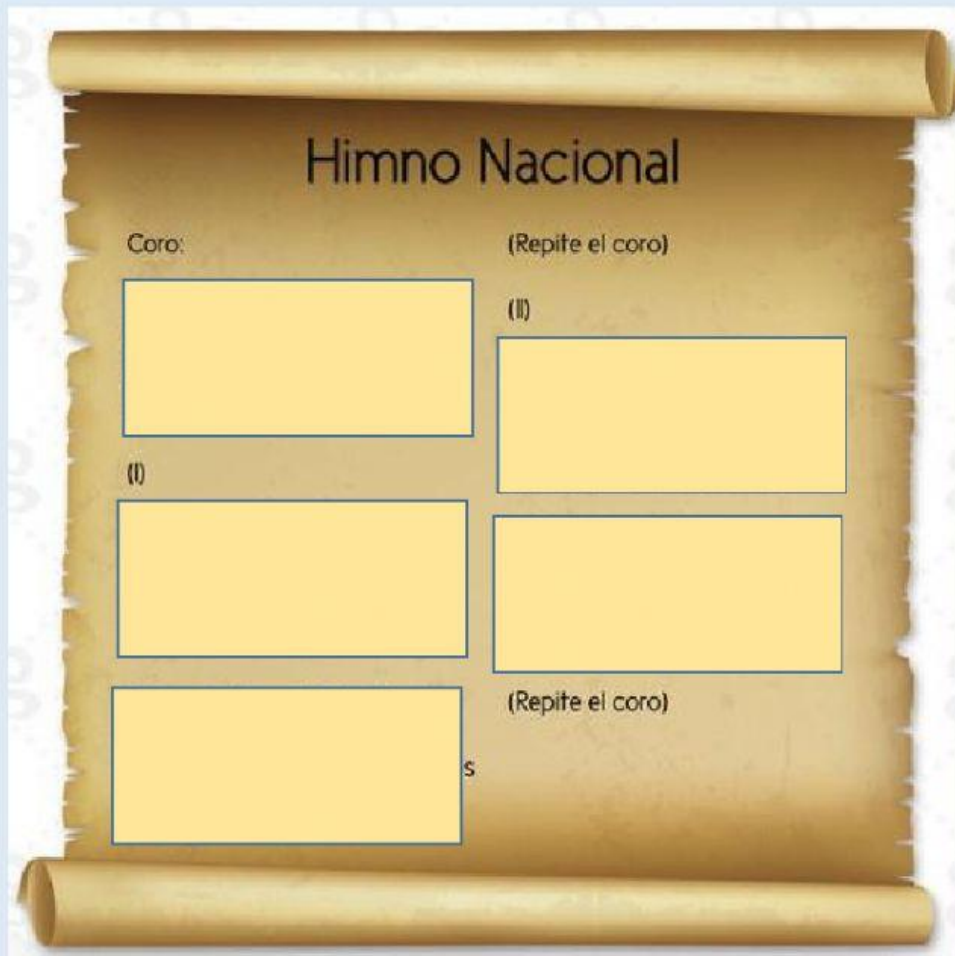 Himno Nacional
Coro:
(I)
s
(Repite el coro)
(II)
(Repite el coro)